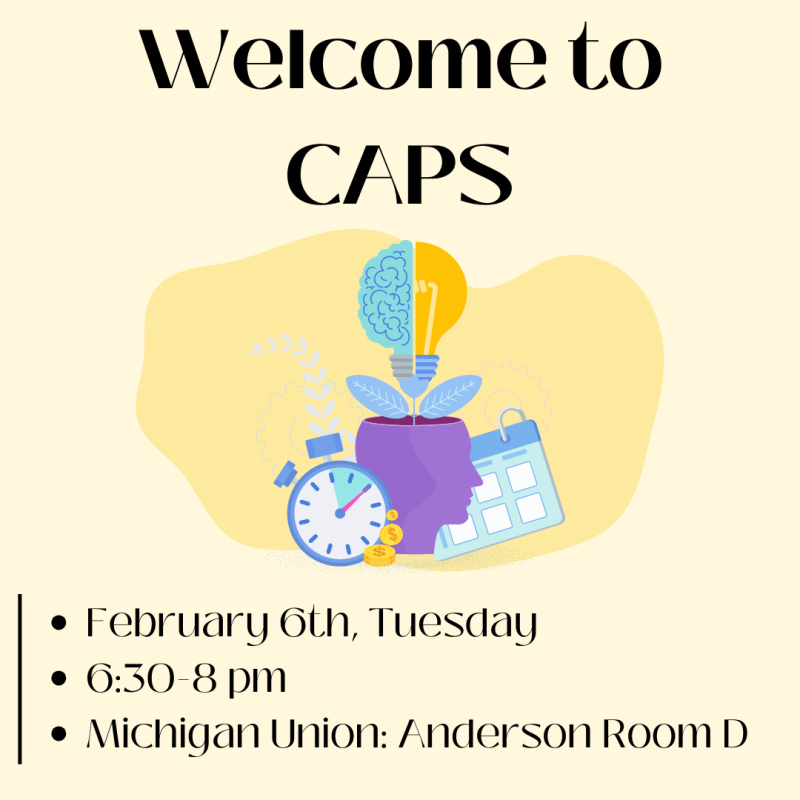 Welcome to
CAPS
$
$
$
• February 6th, Tuesday
• 6:30-8 pm
• Michigan Union: Anderson Room D